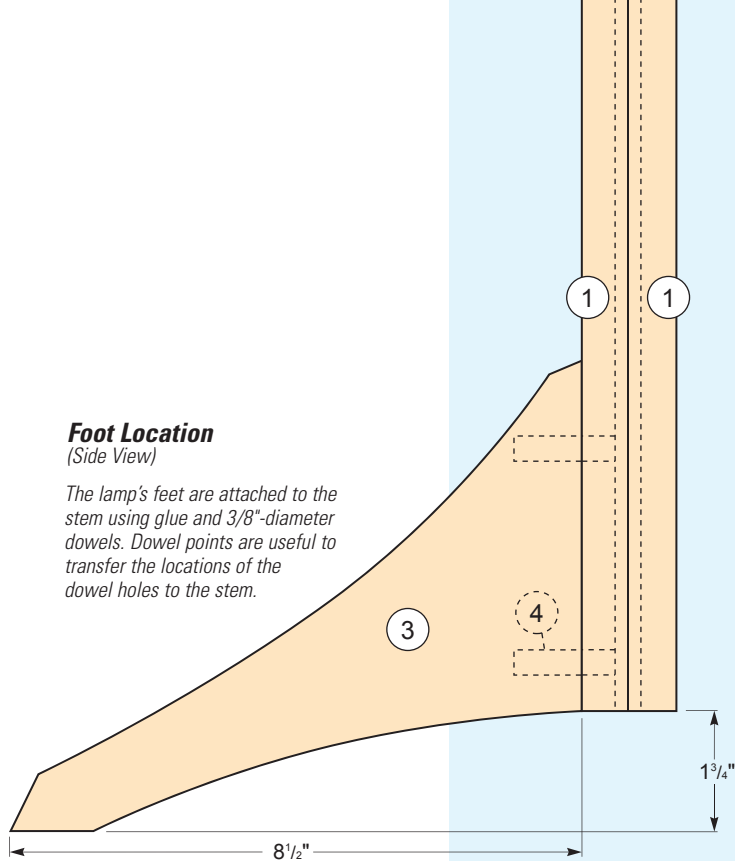 1
1
Foot Location
(Side View)
The lamp's feet are attached to the
stem using glue and 3/8"-diameter
dowels. Dowel points are useful to
transfer the locations of the
dowel holes to the stem.
4
3
1³/₄"
8¹/₂"